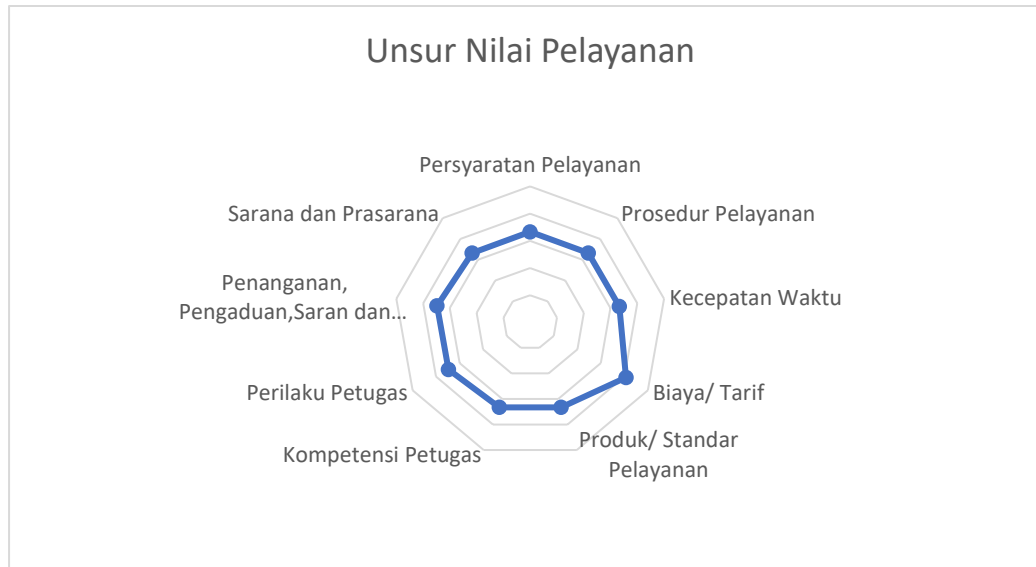 Unsur Nilai Pelayanan
Persyaratan Pelayanan
Prosedur Pelayanan
Kecepatan Waktu
Biaya/ Tarif
Produk/ Standar
Pelayanan
Kompetensi Petugas
Perilaku Petugas
Penanganan,
Pengaduan,Saran dan...
Sarana dan Prasarana